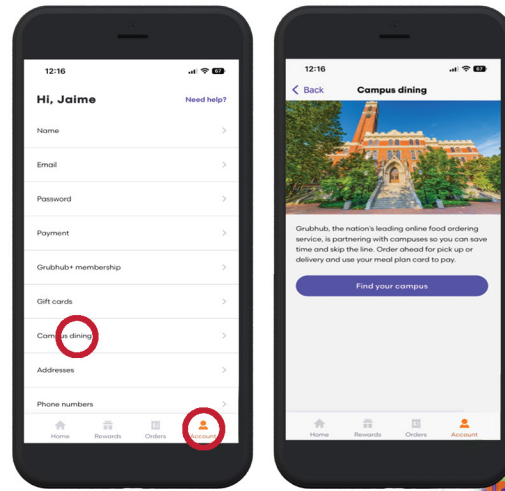 12:16
67
Hi, Jaime
Need help?
Name
Email
Password
Payment
Grubhub+ membership
Gift cards
Campus dining
Addresses
Phone numbers
Home Rewards Orders Account
12:16
67
Back Campus dining
Grubhub, the nation's leading online food ordering
service, is partnering with campuses so you can save
time and skip the line. Order ahead for pick up or
delivery and use your meal plan card to pay.
Find your campus
Home Rewards Orders Account